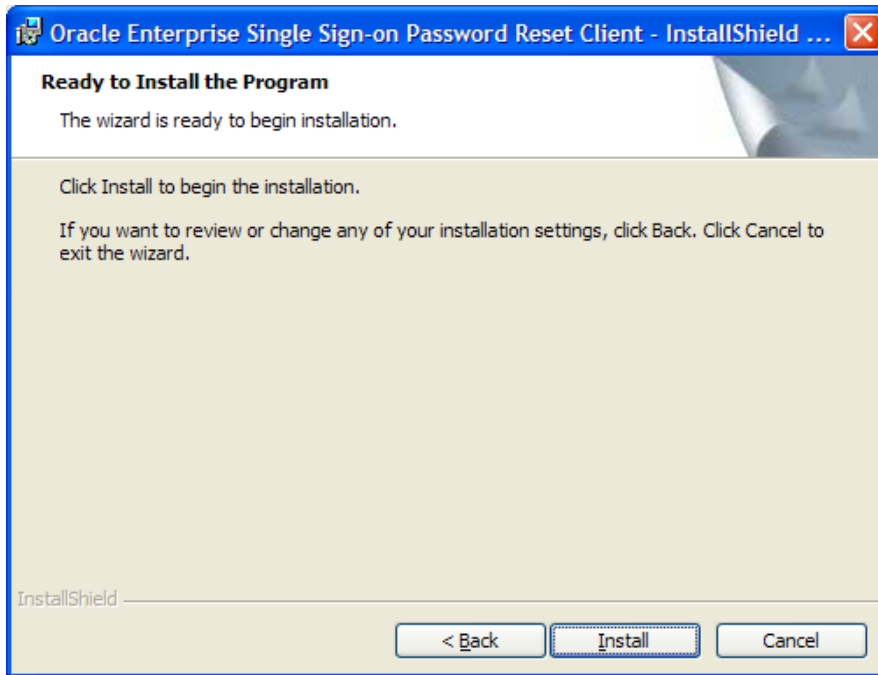 Oracle Enterprise Single Sign-on Password Reset Client - InstallShield ...
Ready to Install the Program
The wizard is ready to begin installation.
Click Install to begin the installation.
If you want to review or change any of your installation settings, click Back. Click Cancel to
exit the wizard.
InstallShield
< Back Install Cancel